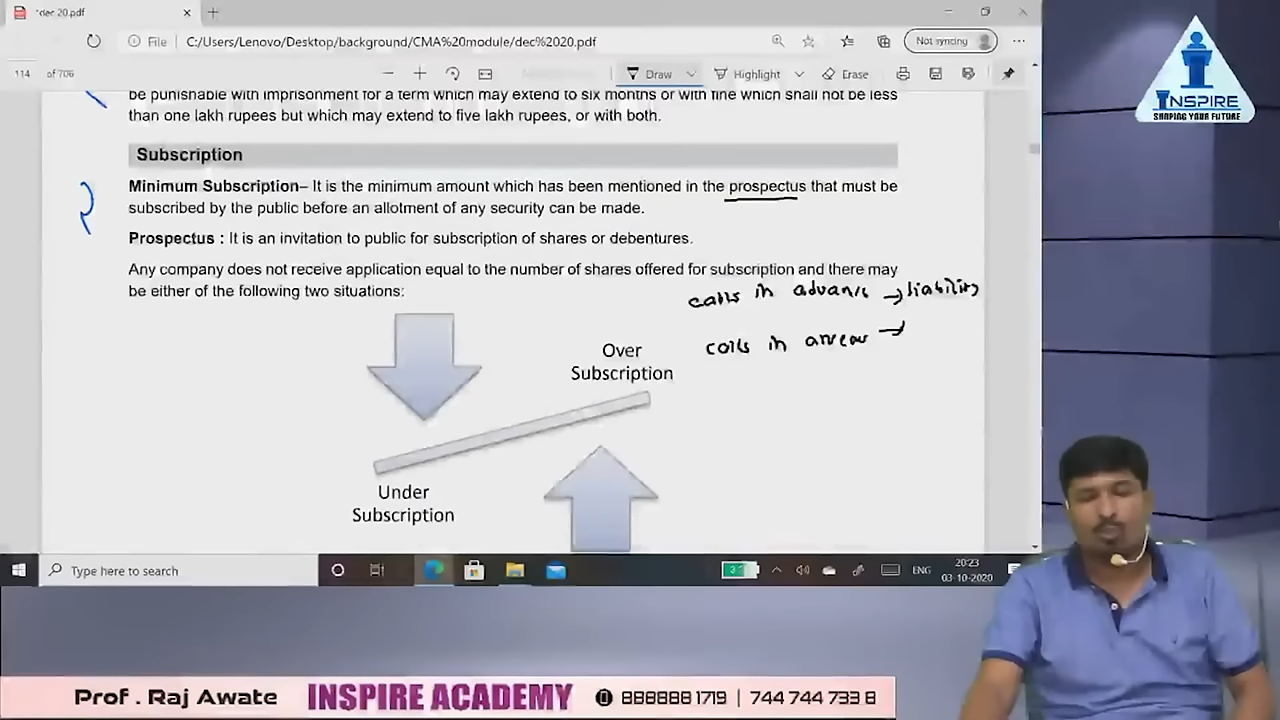 dec 20.pdf
File
C:/Users/Lenovo/Desktop/background/CMA%20module/dec%2020.pdf
Not syncing
114 of 706
Draw
Highlight
Erase
be punishable with imprisonment for a term which may extend to six months or with fine which shall not be less
than one lakh rupees but which may extend to five lakh rupees, or with both.
Subscription
Minimum Subscription– It is the minimum amount which has been mentioned in the prospectus that must be
subscribed by the public before an allotment of any security can be made.
Prospectus : It is an invitation to public for subscription of shares or debentures.
Any company does not receive application equal to the number of shares offered for subscription and there may
be either of the following two situations:
calls in advance → liability
calls in arrear →
Over
Subscription
Under
Subscription
Type here to search
ENG
20:23
03-10-2020
INSPIRE
SHAPING YOUR FUTURE
Prof . Raj Awate INSPIRE ACADEMY 888888 1719 | 744 744 733 8